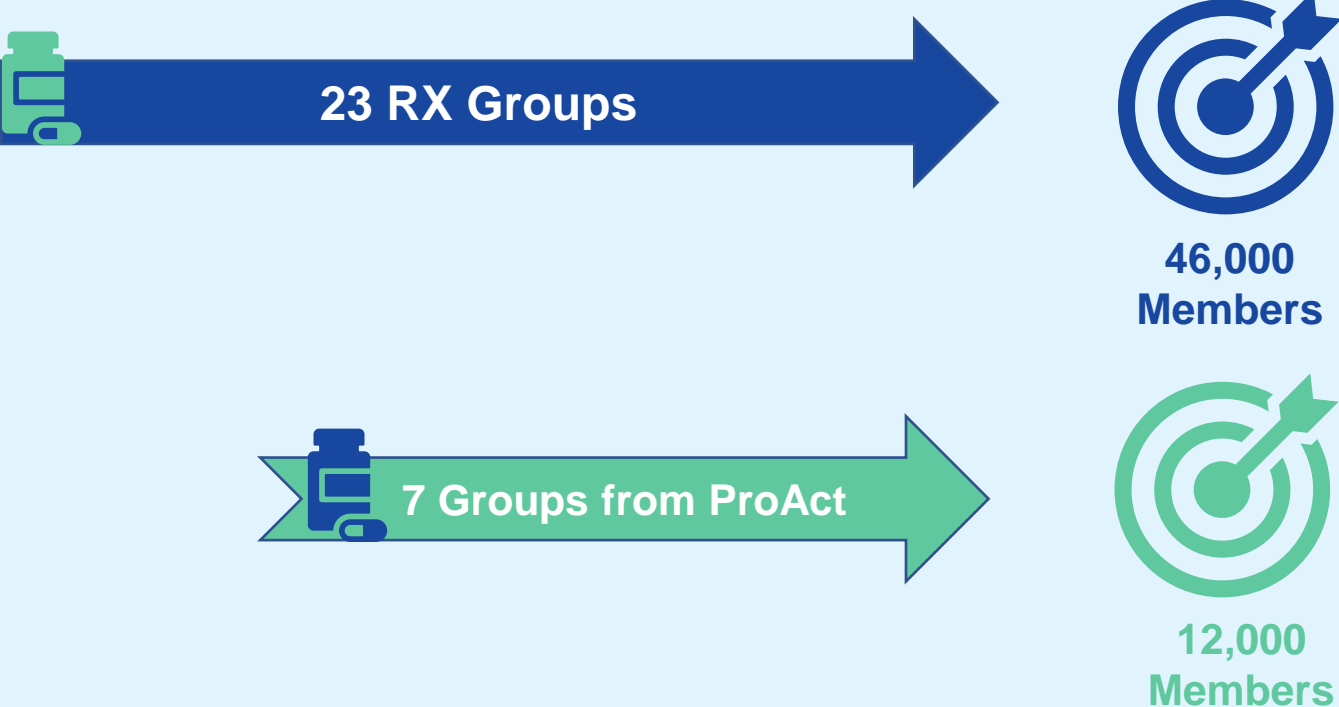 23 RX Groups
46,000
Members
7 Groups from ProAct
12,000
Members